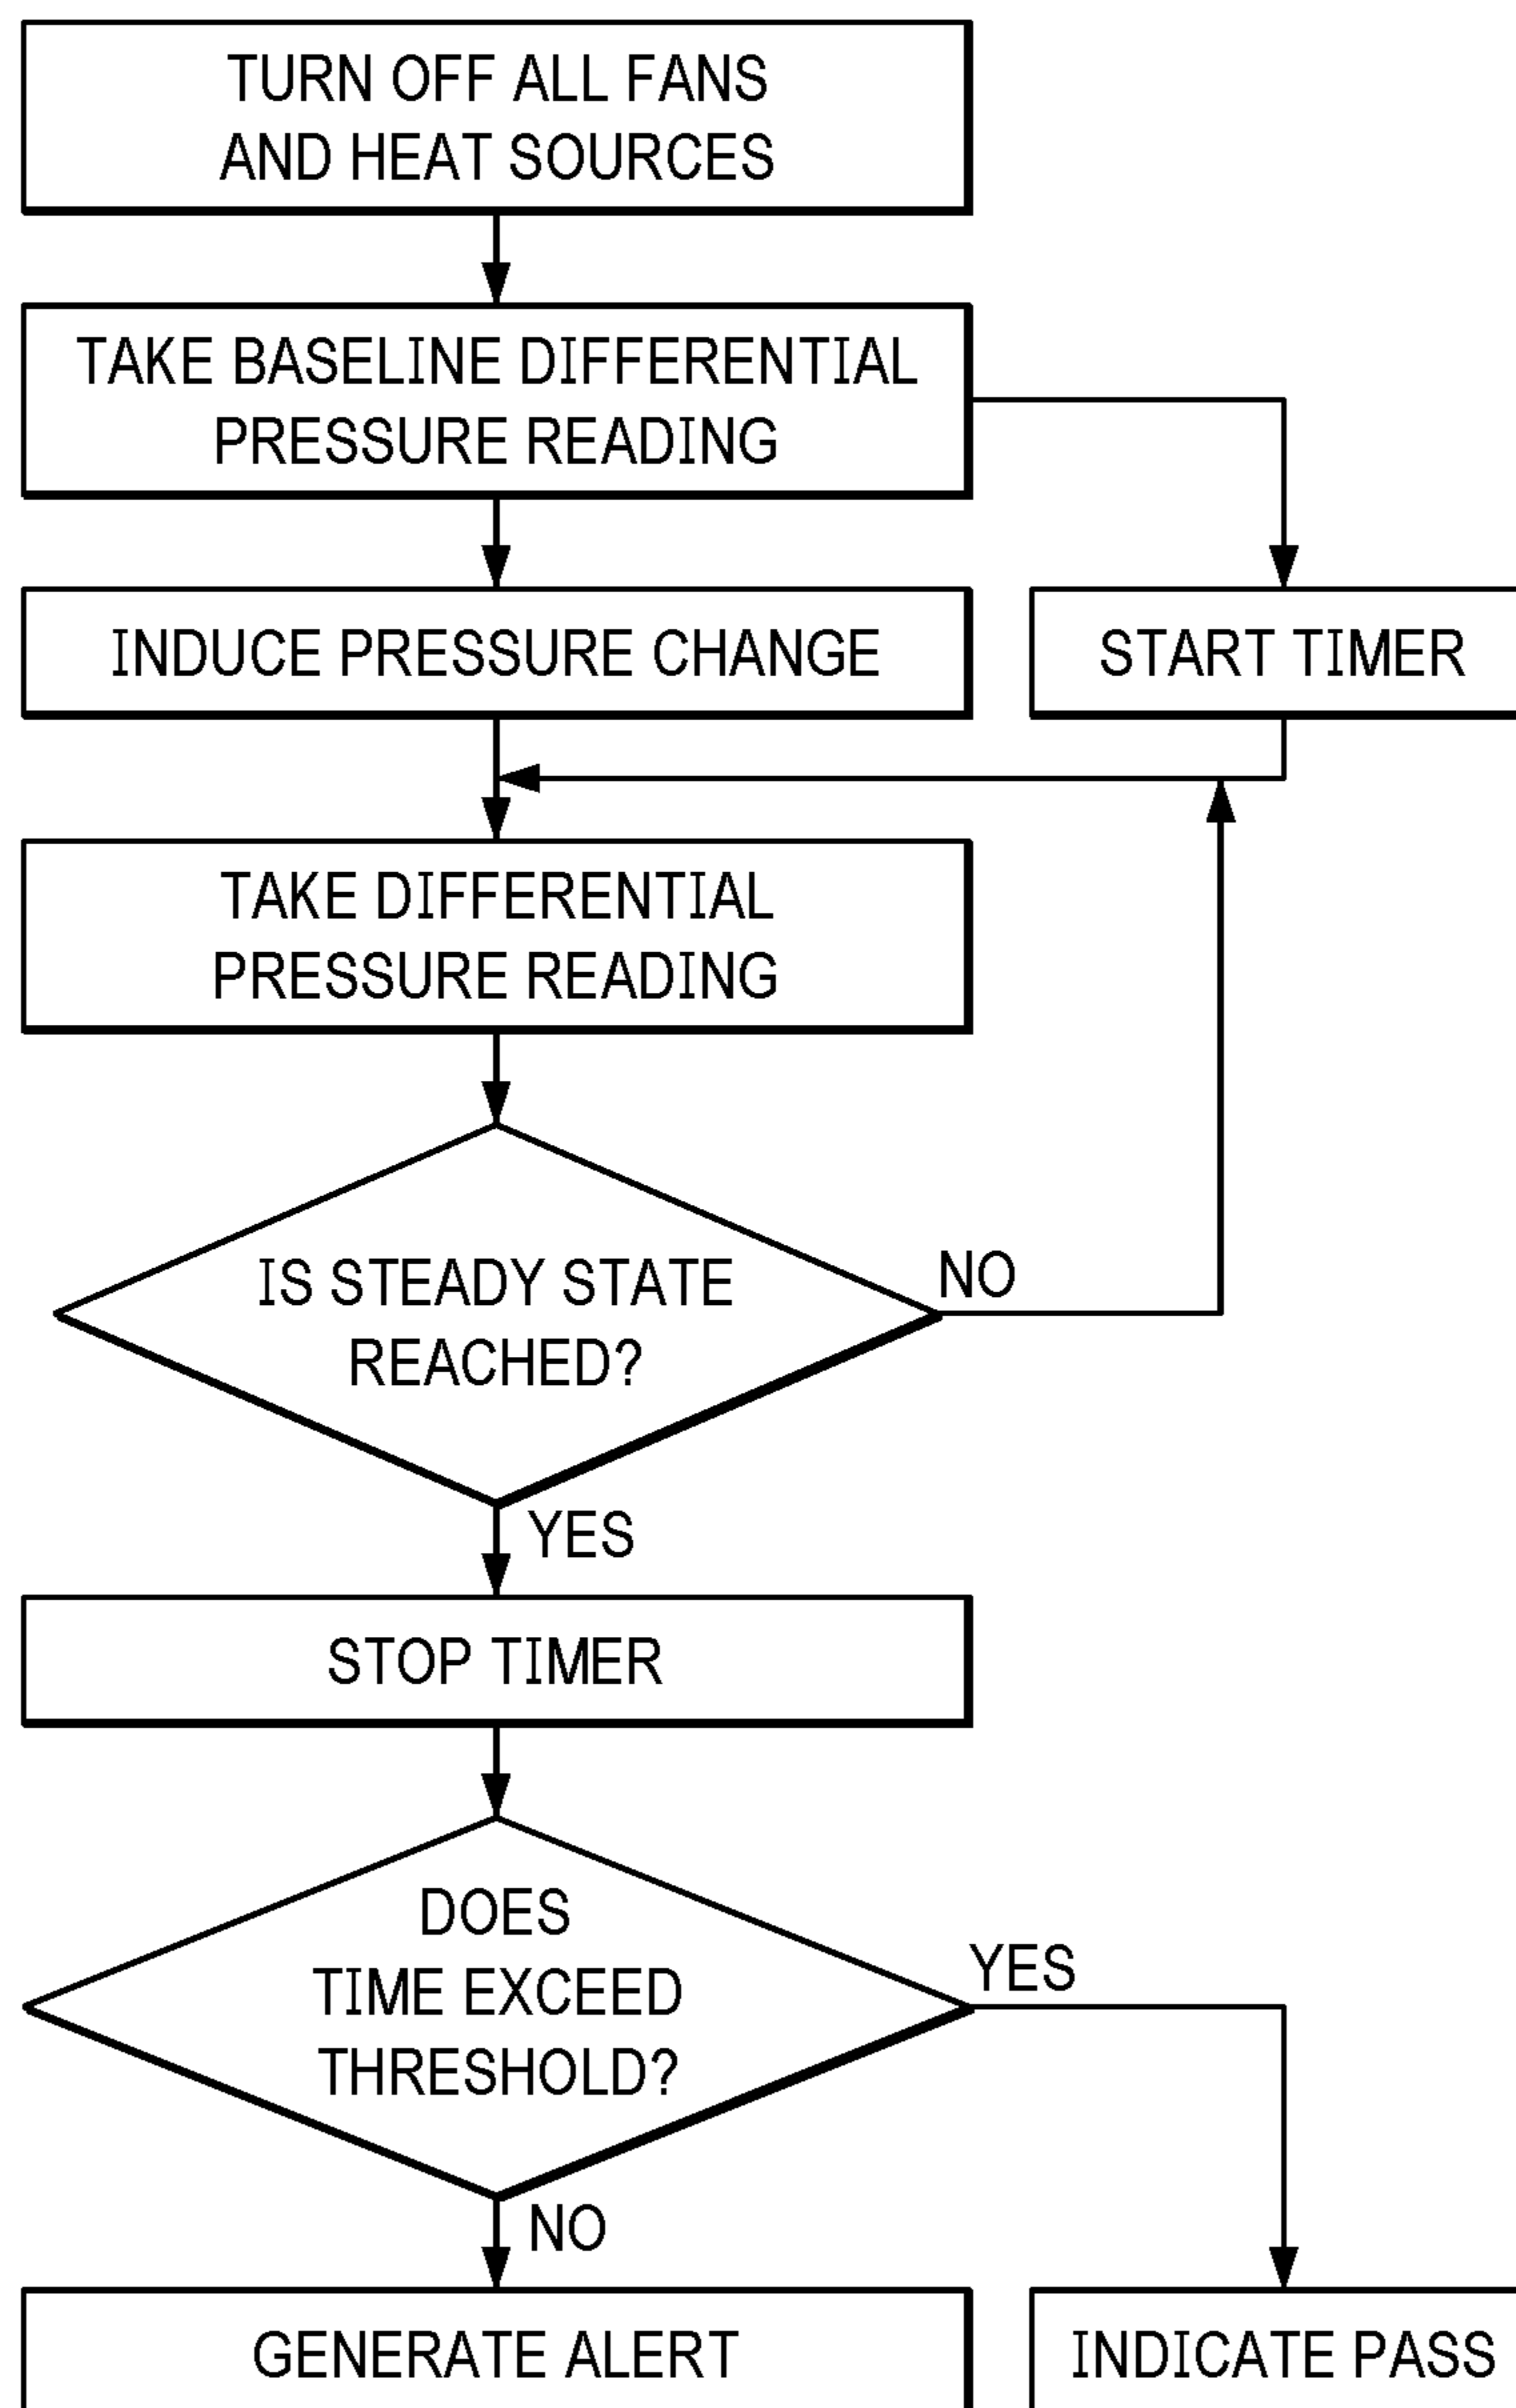 TURN OFF ALL FANS
AND HEAT SOURCES
TAKE BASELINE DIFFERENTIAL
PRESSURE READING
INDUCE PRESSURE CHANGE
START TIMER
TAKE DIFFERENTIAL
PRESSURE READING
IS STEADY STATE
REACHED?
NO
YES
STOP TIMER
DOES
TIME EXCEED
THRESHOLD?
YES
NO
GENERATE ALERT
INDICATE PASS